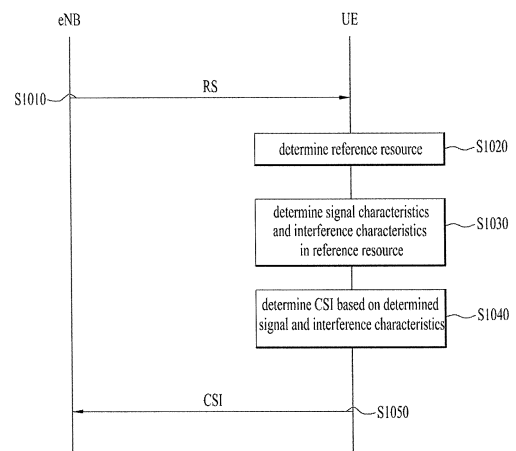 eNB
UE
RS
S1010
determine reference resource
S1020
determine signal characteristics
and interference characteristics
in reference resource
S1030
determine CSI based on determined
signal and interference characteristics
S1040
CSI
S1050